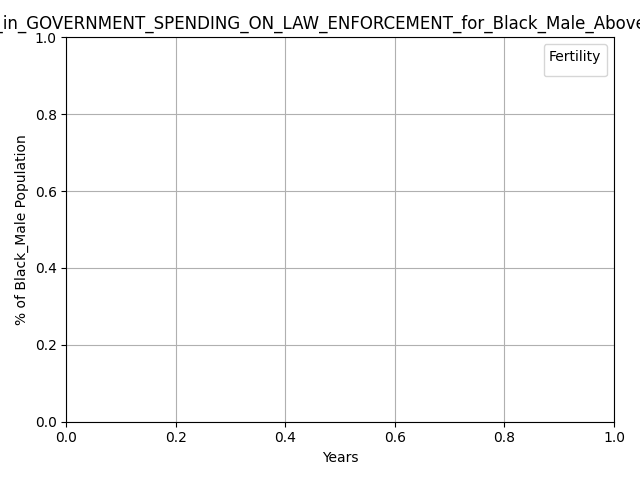 _in_GOVERNMENT_SPENDING_ON_LAW_ENFORCEMENT_for_Black_Male_Above
Fertility
% of Black_Male Population
1.0
0.8
0.6
0.4
0.2
0.0
0.0 0.2 0.4 0.6 0.8 1.0
Years